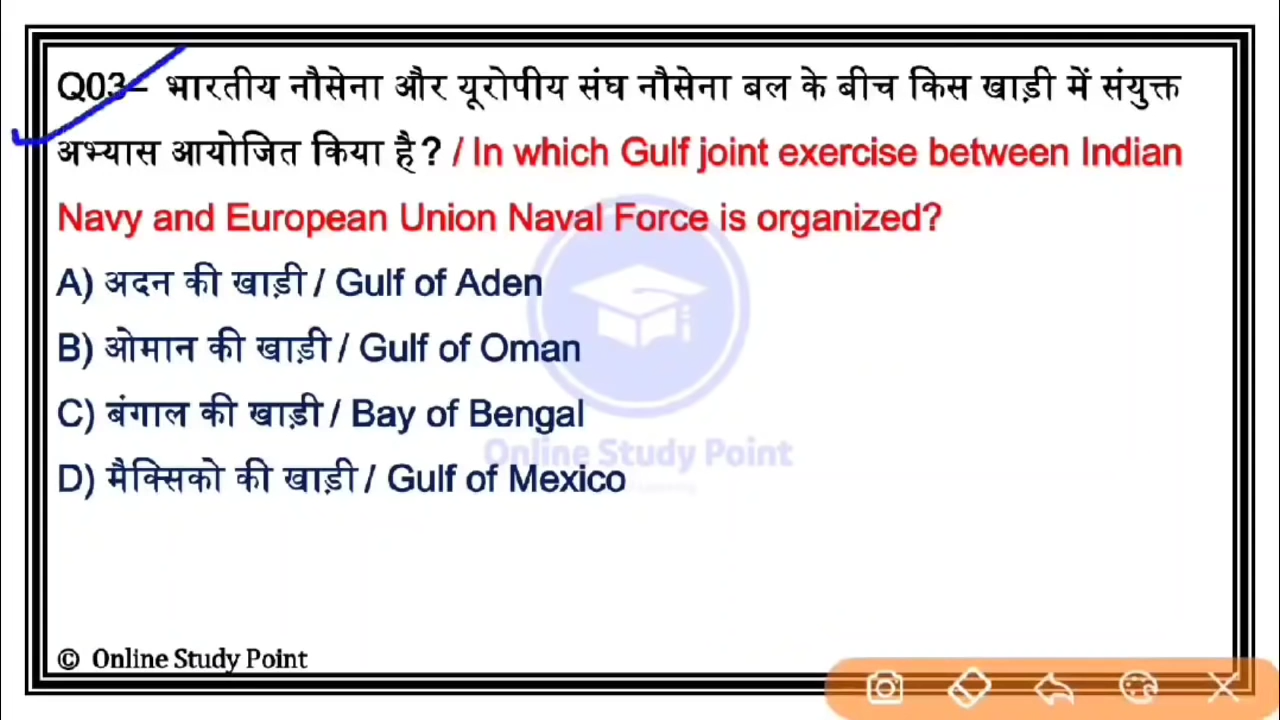 Q03- भारतीय नौसेना और यूरोपीय संघ नौसेना बल के बीच किस खाड़ी में संयुक्त
अभ्यास आयोजित किया है? / In which Gulf joint exercise between Indian
Navy and European Union Naval Force is organized?
A) अदन की खाड़ी / Gulf of Aden
B) ओमान की खाड़ी / Gulf of Oman
C) बंगाल की खाड़ी / Bay of Bengal
Online Study Point
D) मैक्सिको की खाड़ी / Gulf of Mexico
© Online Study Point